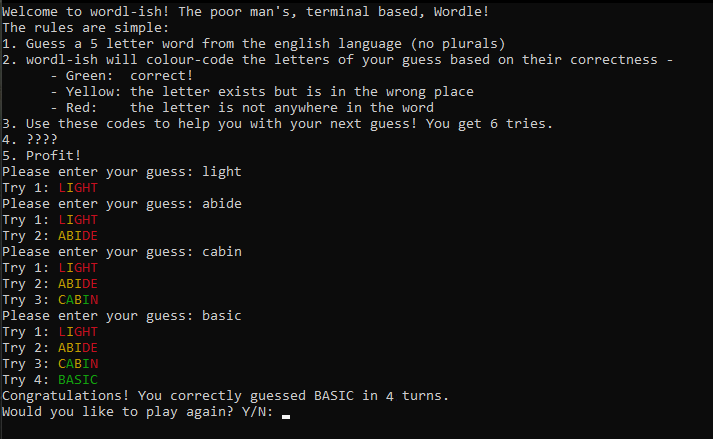 Welcome to wordl-ish! The poor man's, terminal based, Wordle!
The rules are simple:
1. Guess a 5 letter word from the english language (no plurals)
2. wordl-ish will colour-code the letters of your guess based on their correctness -
- Green:  correct!
- Yellow: the letter exists but is in the wrong place
- Red:    the letter is not anywhere in the word
3. Use these codes to help you with your next guess! You get 6 tries.
4. ????
5. Profit!
Please enter your guess: light
Try 1: LIGHT
Please enter your guess: abide
Try 1: LIGHT
Try 2: ABIDE
Please enter your guess: cabin
Try 1: LIGHT
Try 2: ABIDE
Try 3: CABIN
Please enter your guess: basic
Try 1: LIGHT
Try 2: ABIDE
Try 3: CABIN
Try 4: BASIC
Congratulations! You correctly guessed BASIC in 4 turns.
Would you like to play again? Y/N: